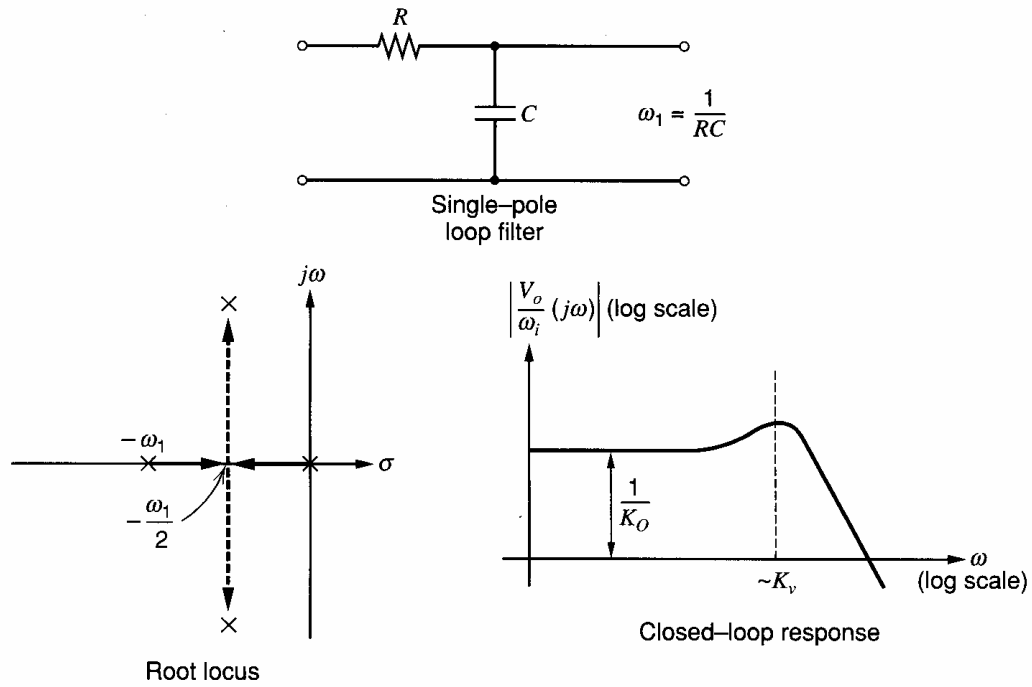 R
C
ω₁ = 1/RC
Single–pole
loop filter
jω
−ω₁
σ
−ω₁/2
Root locus
|V_o/ω_i (jω)| (log scale)
1/K_O
ω
(log scale)
~K_v
Closed–loop response